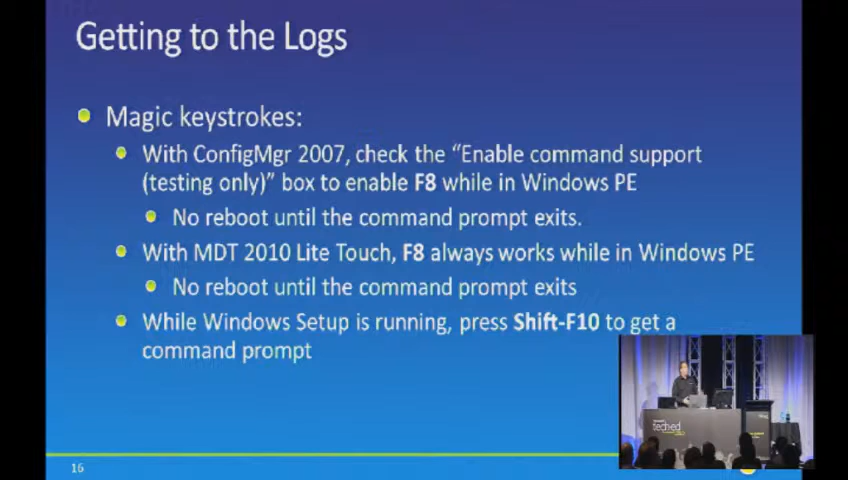 Getting to the Logs
Magic keystrokes:
With ConfigMgr 2007, check the “Enable command support
(testing only)” box to enable F8 while in Windows PE
No reboot until the command prompt exits.
With MDT 2010 Lite Touch, F8 always works while in Windows PE
No reboot until the command prompt exits
While Windows Setup is running, press Shift-F10 to get a
command prompt
tech·ed
16